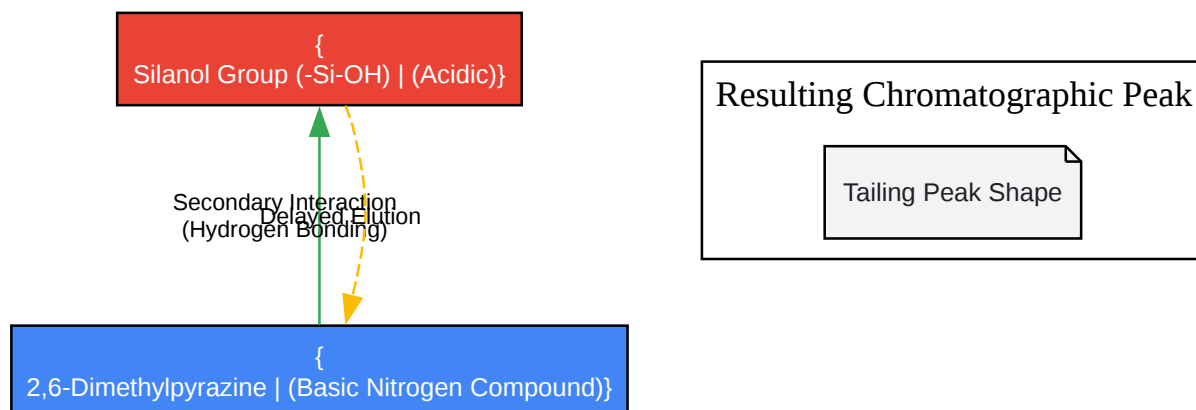 {
Silanol Group (-Si-OH) | (Acidic)}
Resulting Chromatographic Peak
Tailing Peak Shape
Secondary Interaction
(Hydrogen Bonding)
Delayed Elution
{
2,6-Dimethylpyrazine | (Basic Nitrogen Compound)}